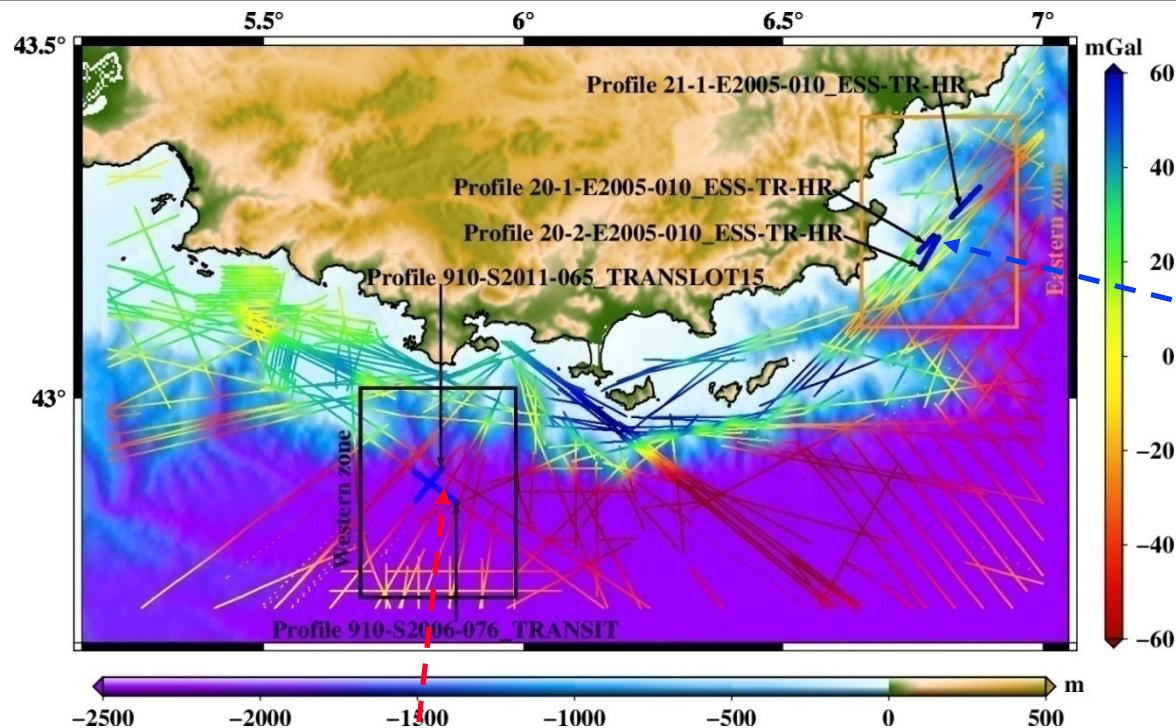 5.5° 6° 6.5° 7°
43.5°
mGal
60
Profile 21-1-E2005-010_ESS-TR-HR
40
Profile 20-1-E2005-010_ESS-TR-HR
Eastern zone
Profile 20-2-E2005-010_ESS-TR-HR
20
Profile 910-S2011-065_TRANSLOT15
0
43°
−20
Western zone
−40
Profile 910-S2006-076_TRANSIT
−60
m
−2500 −2000 −1500 −1000 −500 0 500